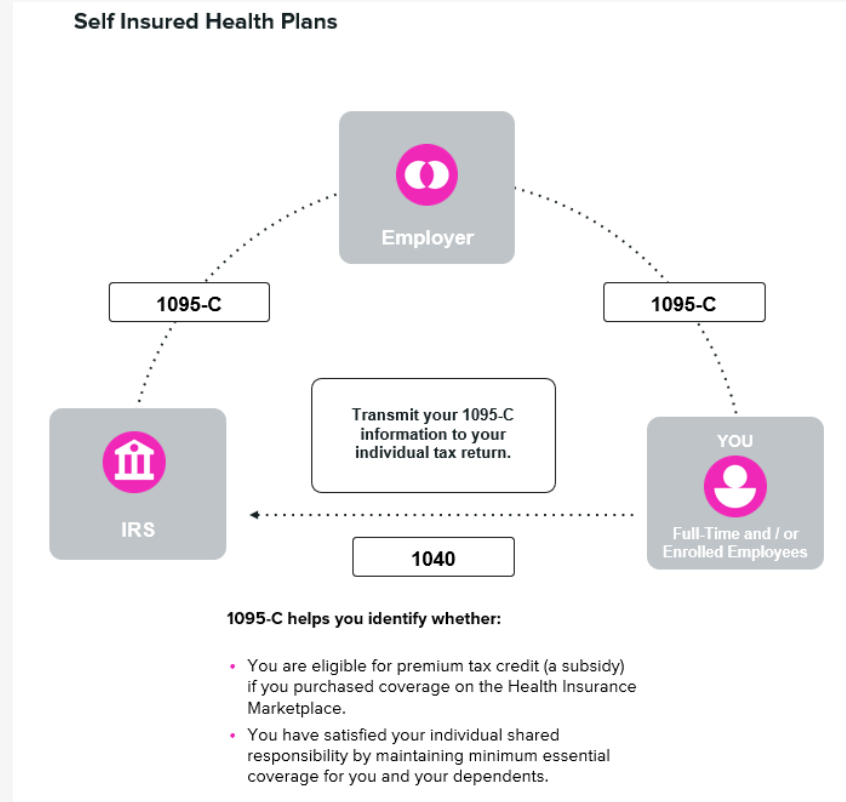 Self Insured Health Plans
Employer
1095-C
1095-C
Transmit your 1095-C
information to your
individual tax return.
YOU
IRS
Full-Time and / or
Enrolled Employees
1040
1095-C helps you identify whether:
• You are eligible for premium tax credit (a subsidy)
if you purchased coverage on the Health Insurance
Marketplace.
• You have satisfied your individual shared
responsibility by maintaining minimum essential
coverage for you and your dependents.